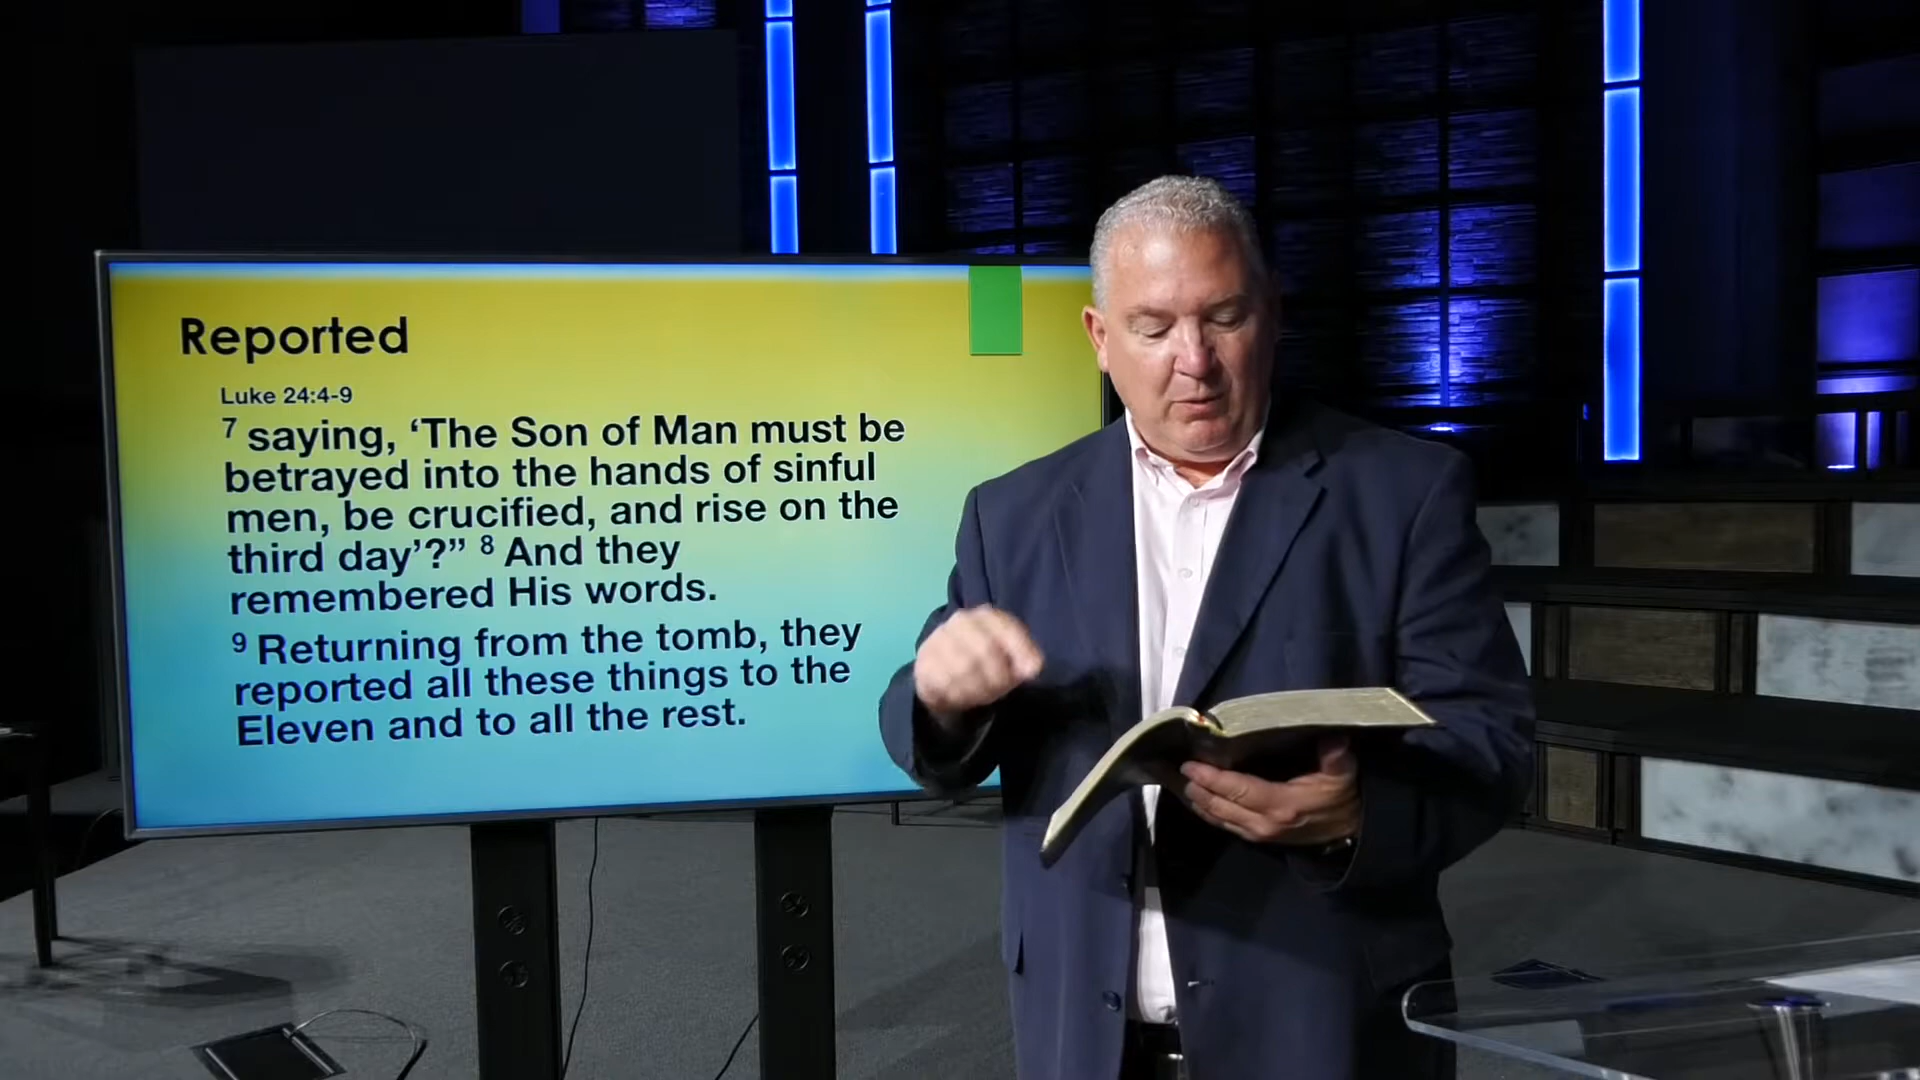 Reported
Luke 24:4-9
7 saying, ‘The Son of Man must be
betrayed into the hands of sinful
men, be crucified, and rise on the
third day’?” 8 And they
remembered His words.
9 Returning from the tomb, they
reported all these things to the
Eleven and to all the rest.